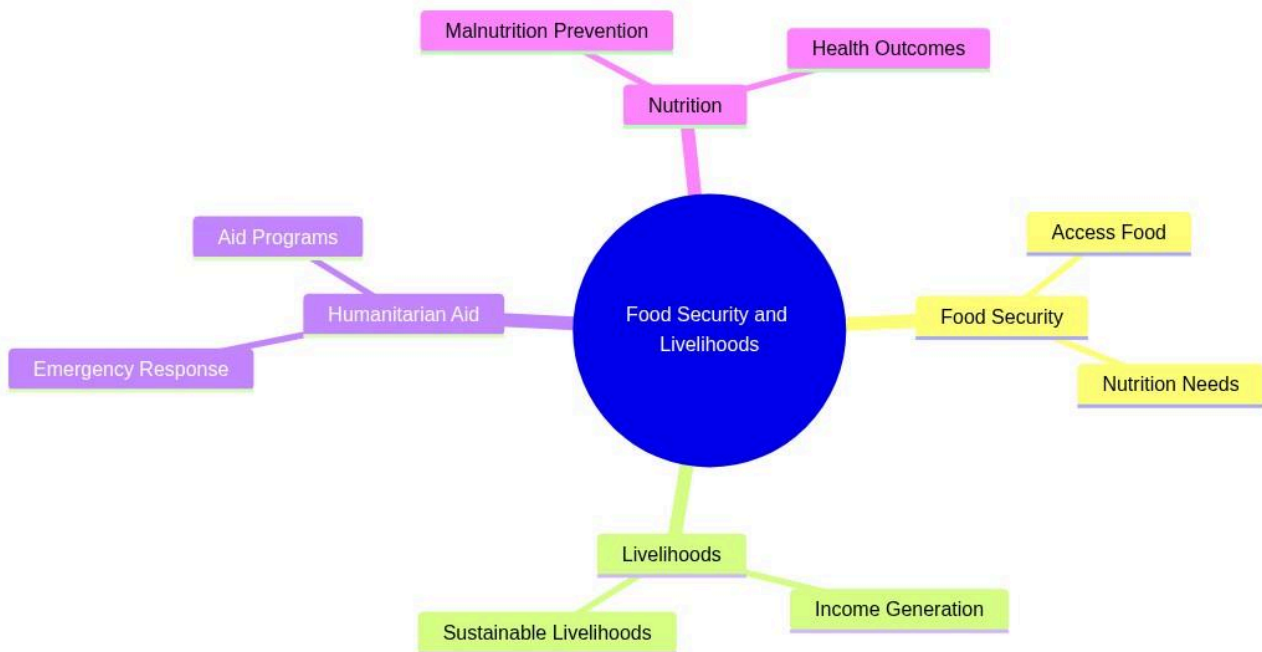 Malnutrition Prevention
Health Outcomes
Nutrition
Aid Programs
Access Food
Humanitarian Aid
Food Security and
Livelihoods
Food Security
Emergency Response
Nutrition Needs
Livelihoods
Income Generation
Sustainable Livelihoods